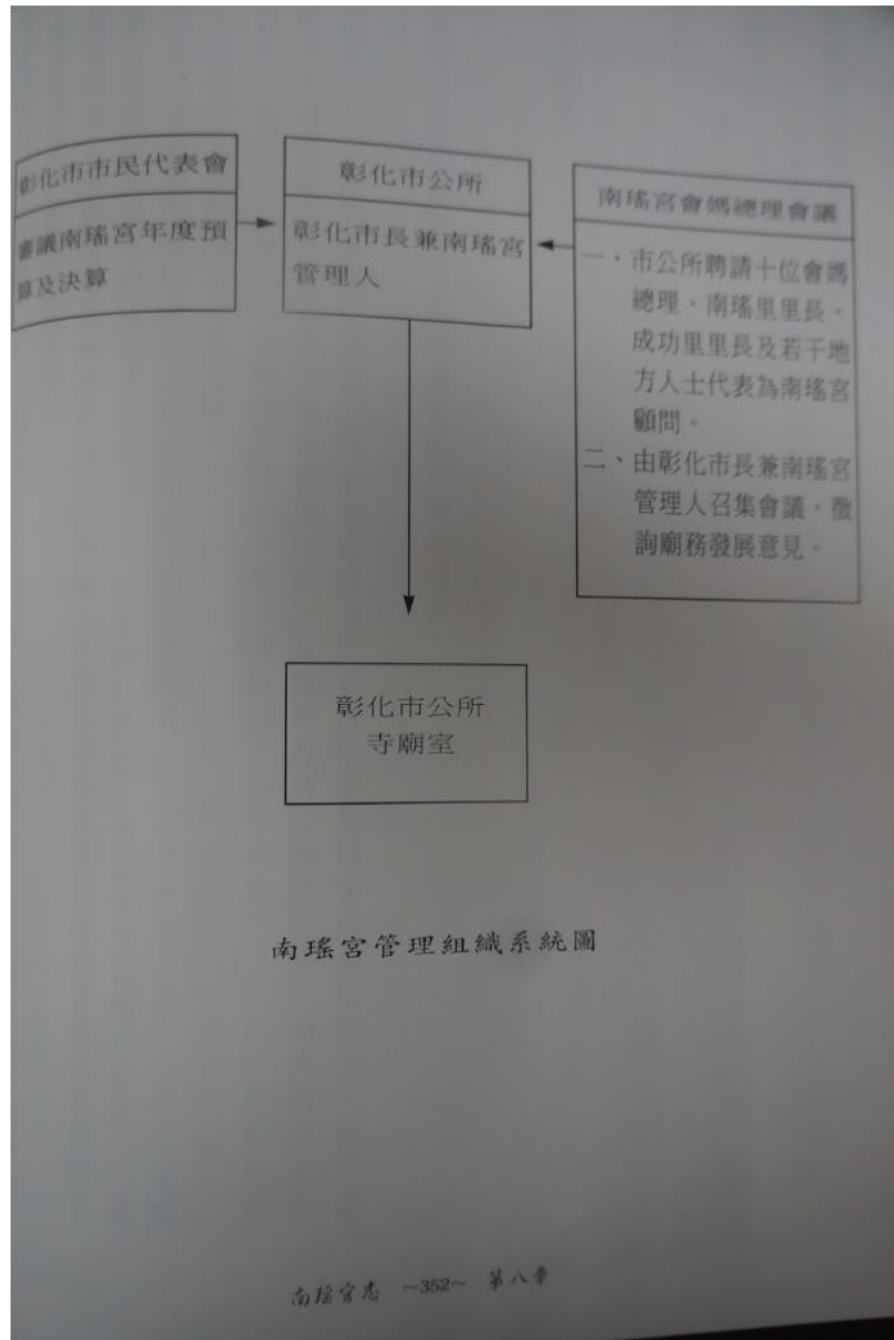 彰化市市民代表會
審議南瑤宮年度預
算及決算
彰化市公所
彰化市長兼南瑤宮
管理人
南瑤宮會媽總理會議
一、市公所聘請十位會媽
總理、南瑤里里長、
成功里里長及若干地
方人士代表為南瑤宮
顧問。
二、由彰化市長兼南瑤宮
管理人召集會議，徵
詢廟務發展意見。
彰化市公所
寺廟室
南瑤宮管理組織系統圖
南瑤宮志 ~352~ 第八章